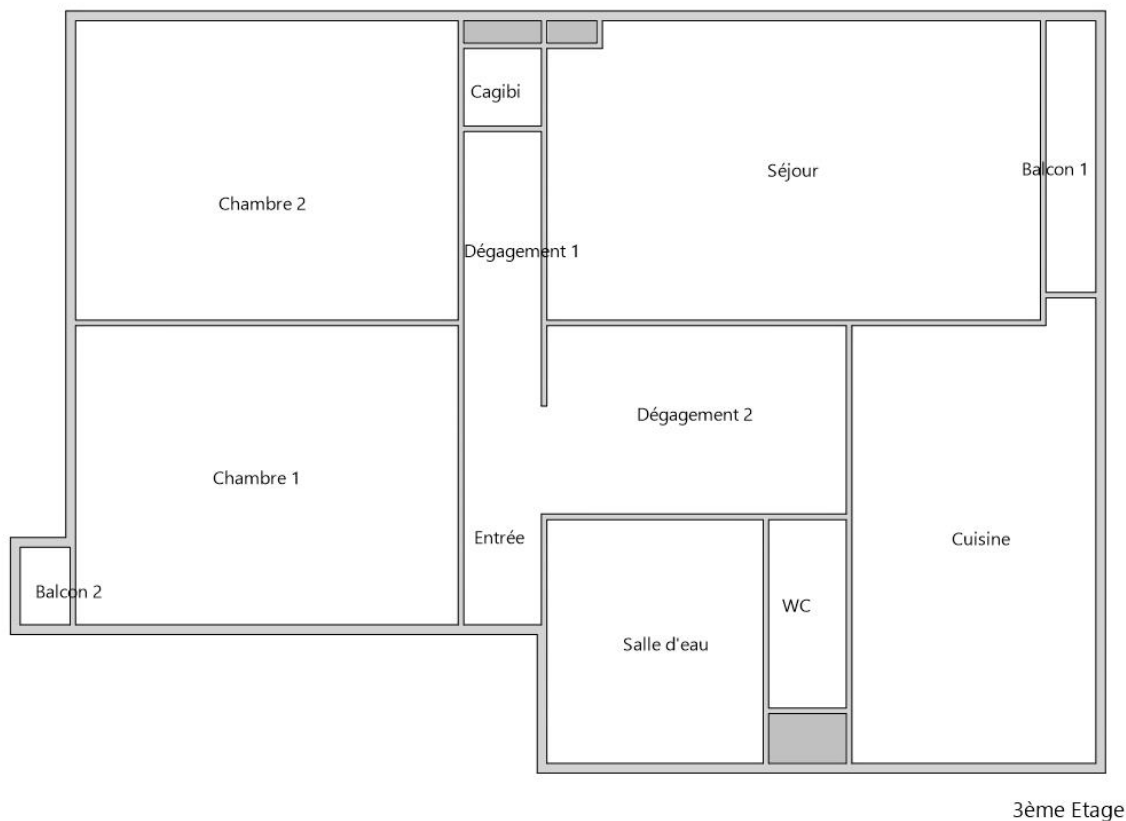 Cagibi
Séjour
Balcon 1
Chambre 2
Dégagement 1
Dégagement 2
Chambre 1
Entrée
Cuisine
Balcon 2
WC
Salle d'eau
3ème Etage